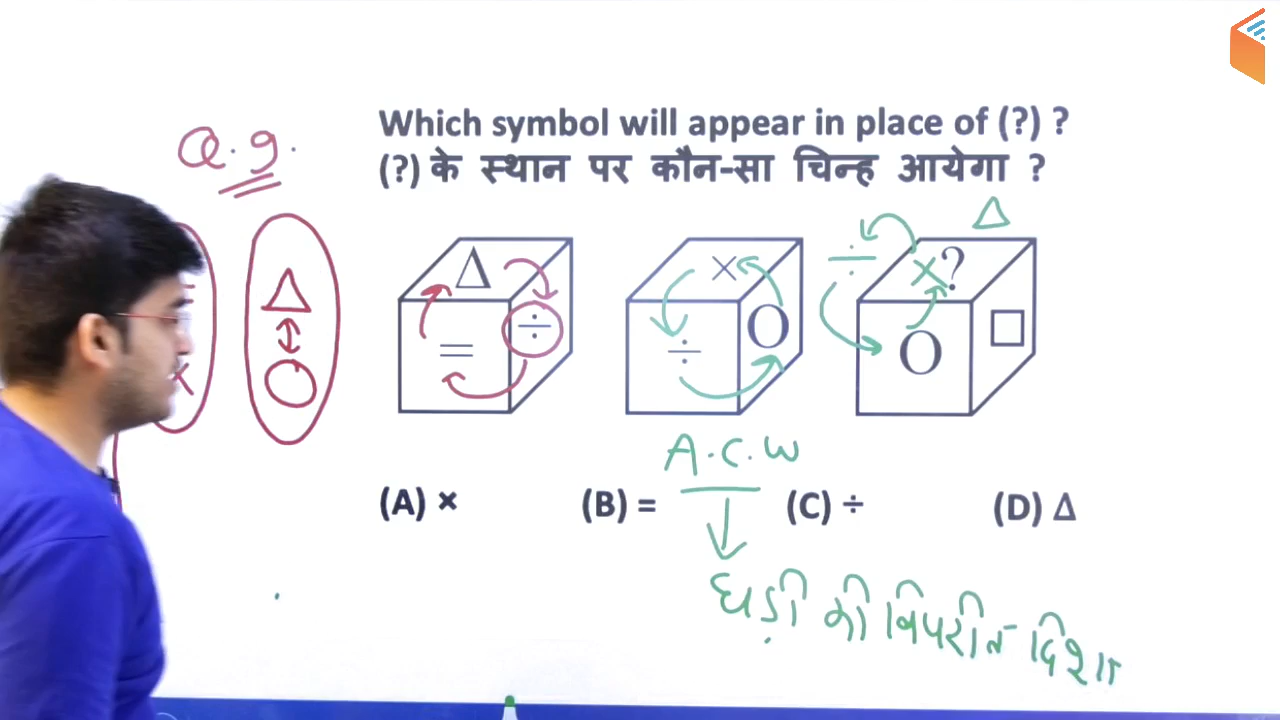 Q.9.
Which symbol will appear in place of (?) ?
(?) के स्थान पर कौन-सा चिन्ह आयेगा ?
Δ
÷
=
×
÷
O
÷
×?
O
□
Δ
Δ
O
A.C.W
(A) ×
(B) =
(C) ÷
(D) Δ
घड़ी की विपरीत दिशा